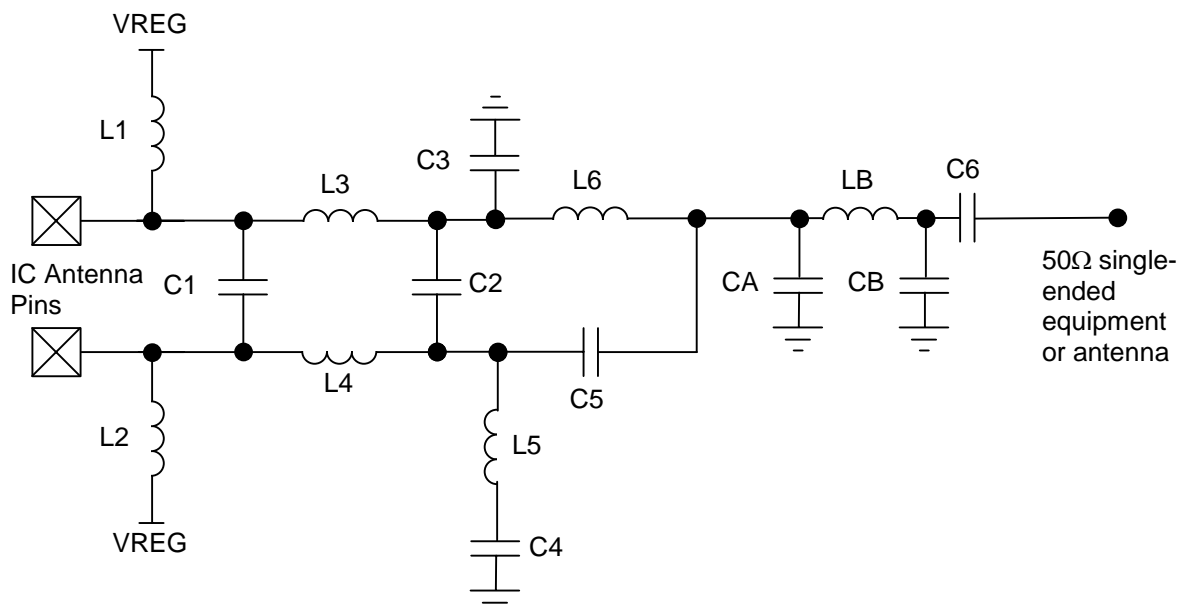 VREG
L1
C3
L3
L6
LB
C6
IC Antenna
Pins
C1
C2
CA
CB
50Ω single-
ended
equipment
or antenna
L4
C5
L2
L5
VREG
C4